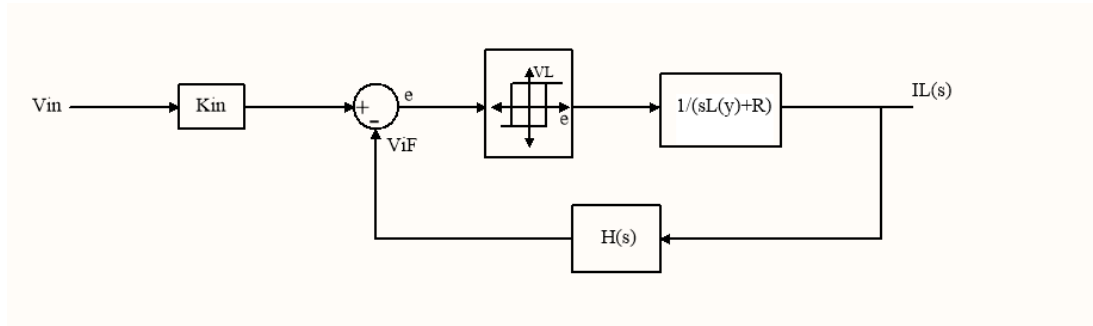 Vin
Kin
+
-
e
ViF
VL
e
1/(sL(y)+R)
IL(s)
H(s)